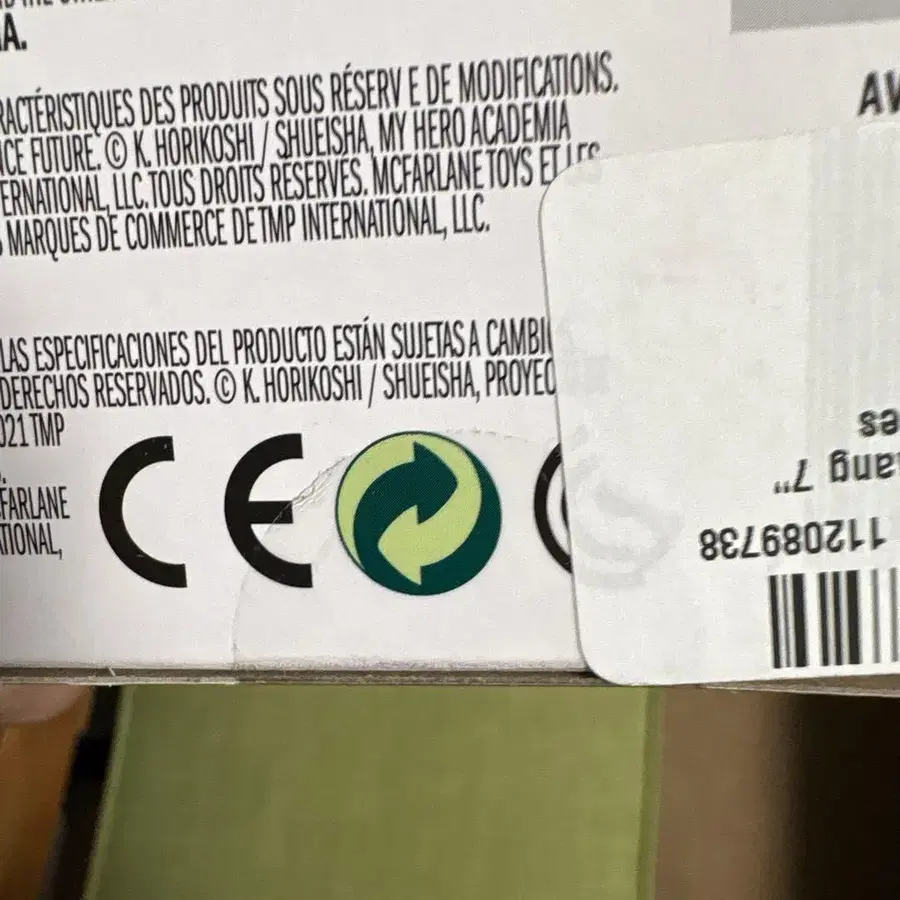 A.
RACTÉRISTIQUES DES PRODUITS SOUS RÉSERV E DE MODIFICATIONS.
CE FUTURE. © K. HORIKOSHI / SHUEISHA, MY HERO ACADEMIA
ERNATIONAL, LLC. TOUS DROITS RÉSERVÉS. MCFARLANE TOYS ET LES
MARQUES DE COMMERCE DE TMP INTERNATIONAL, LLC.
LAS ESPECIFICACIONES DEL PRODUCTO ESTÁN SUJETAS A CAMBI
DERECHOS RESERVADOS. © K. HORIKOSHI / SHUEISHA, PROYEC
021 TMP
FARLANE
TIONAL,
CE
AV
112089738
ang 7"
es